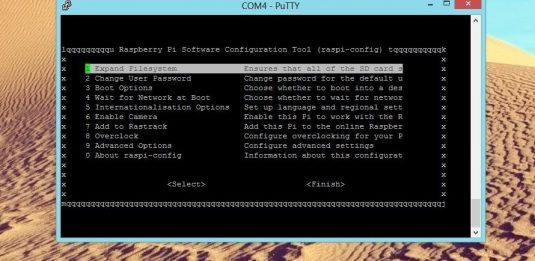 COM4 - PuTTY
lqqqqqqqqqu Raspberry Pi Software Configuration Tool (raspi-config) tqqqqqqqqqqk
x x
x 1 Expand Filesystem Ensures that all of the SD card s x
x 2 Change User Password Change password for the default u x
x 3 Boot Options Choose whether to boot into a des x
x 4 Wait for Network at Boot Choose whether to wait for networ x
x 5 Internationalisation Options Set up language and regional sett x
x 6 Enable Camera Enable this Pi to work with the R x
x 7 Add to Rastrack Add this Pi to the online Raspber x
x 8 Overclock Configure overclocking for your P x
x 9 Advanced Options Configure advanced settings x
x 0 About raspi-config Information about this configurat x
x x
x x
x <Select> <Finish> x
x x